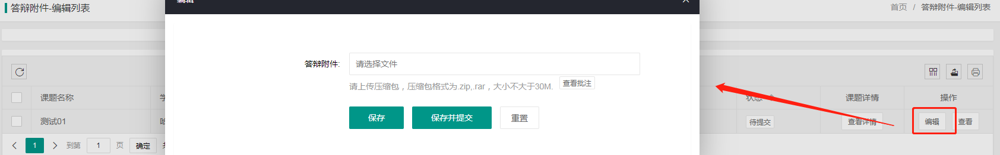 编辑
答辩附件-编辑列表
首页 / 答辩附件-编辑列表
答辩附件: 请选择文件
请上传压缩包，压缩包格式为.zip,.rar，大小不大于30M. 查看批注
课题名称 状态 课题详情 操作
保存 保存并提交 重置
测试01 待提交 查看详情 编辑 查看
1 到第 1 页 确定